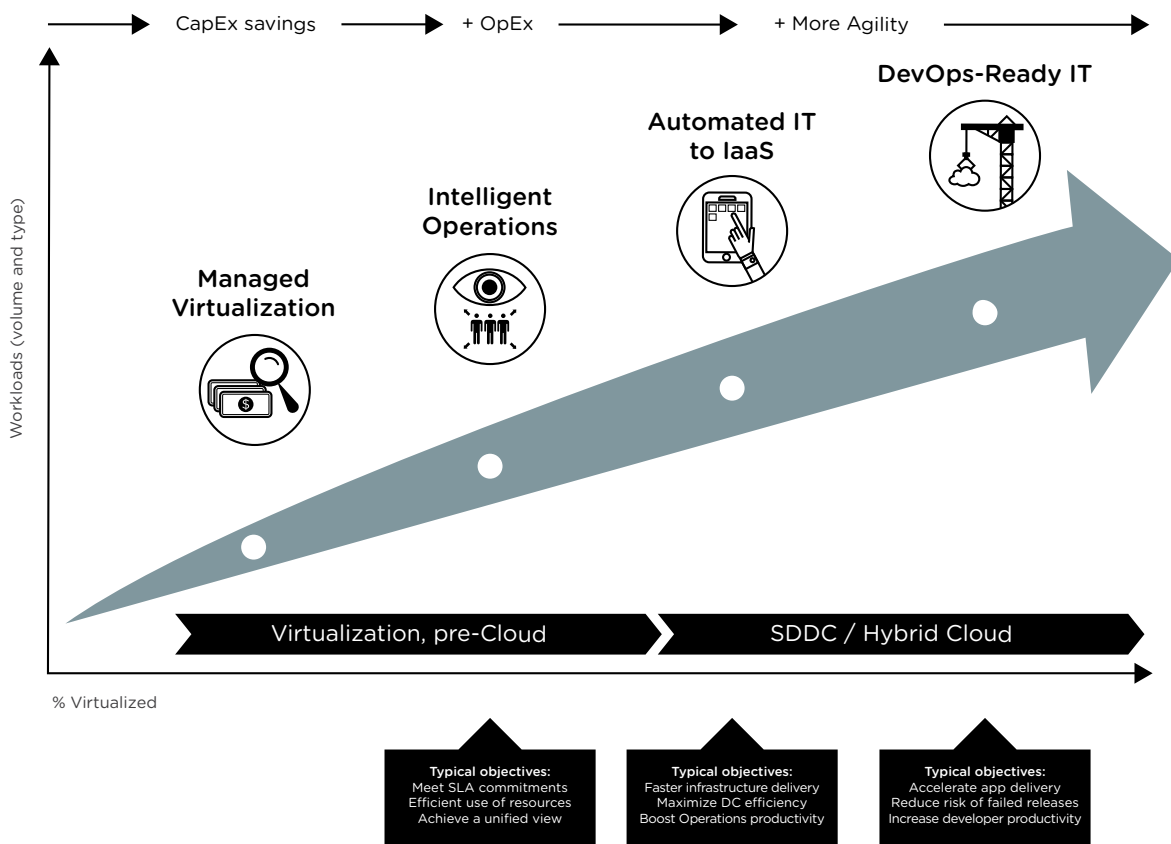 CapEx savings
+ OpEx
+ More Agility
DevOps-Ready IT
Automated IT
to IaaS
Intelligent
Operations
Managed
Virtualization
$
Workloads (volume and type)
Virtualization, pre-Cloud
SDDC / Hybrid Cloud
% Virtualized
Typical objectives:
Meet SLA commitments
Efficient use of resources
Achieve a unified view
Typical objectives:
Faster infrastructure delivery
Maximize DC efficiency
Boost Operations productivity
Typical objectives:
Accelerate app delivery
Reduce risk of failed releases
Increase developer productivity